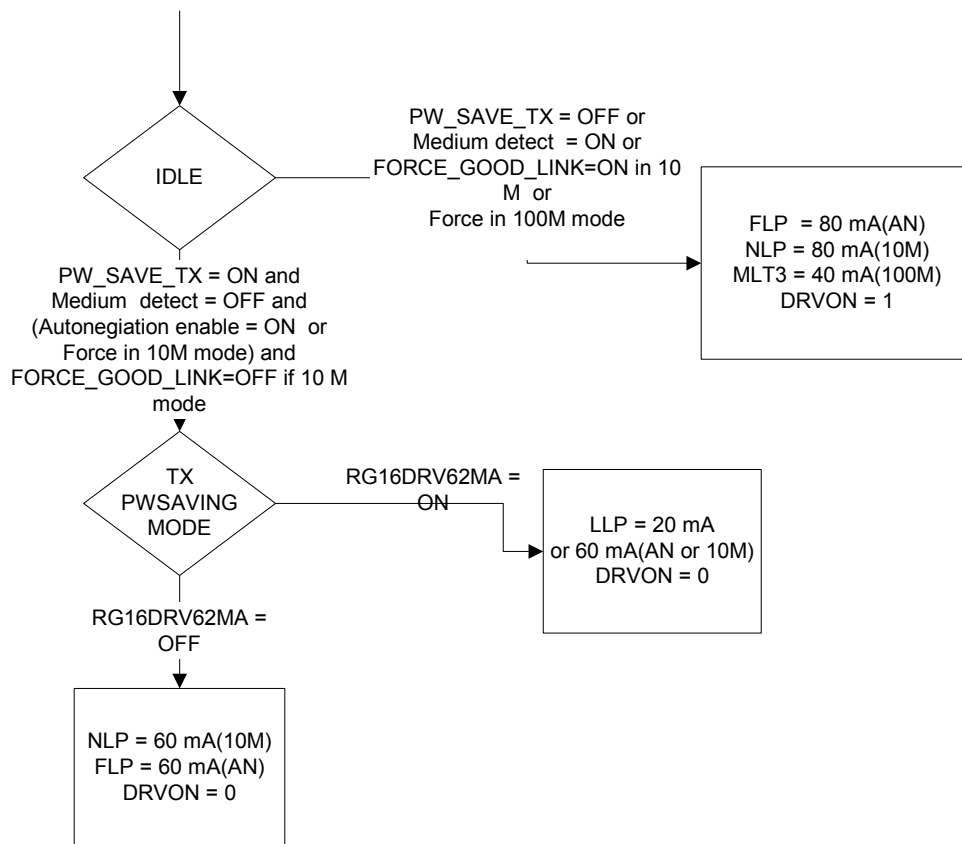 IDLE
PW_SAVE_TX = OFF or
Medium detect  = ON or
FORCE_GOOD_LINK=ON in 10
M  or
Force in 100M mode
FLP  = 80 mA(AN)
NLP = 80 mA(10M)
MLT3 = 40 mA(100M)
DRVON = 1
PW_SAVE_TX = ON and
Medium  detect = OFF and
(Autonegiation enable = ON  or
Force in 10M mode) and
FORCE_GOOD_LINK=OFF if 10 M
mode
TX
PWSAVING
MODE
RG16DRV62MA =
ON
LLP = 20 mA
or 60 mA(AN or 10M)
DRVON = 0
RG16DRV62MA =
OFF
NLP = 60 mA(10M)
FLP = 60 mA(AN)
DRVON = 0